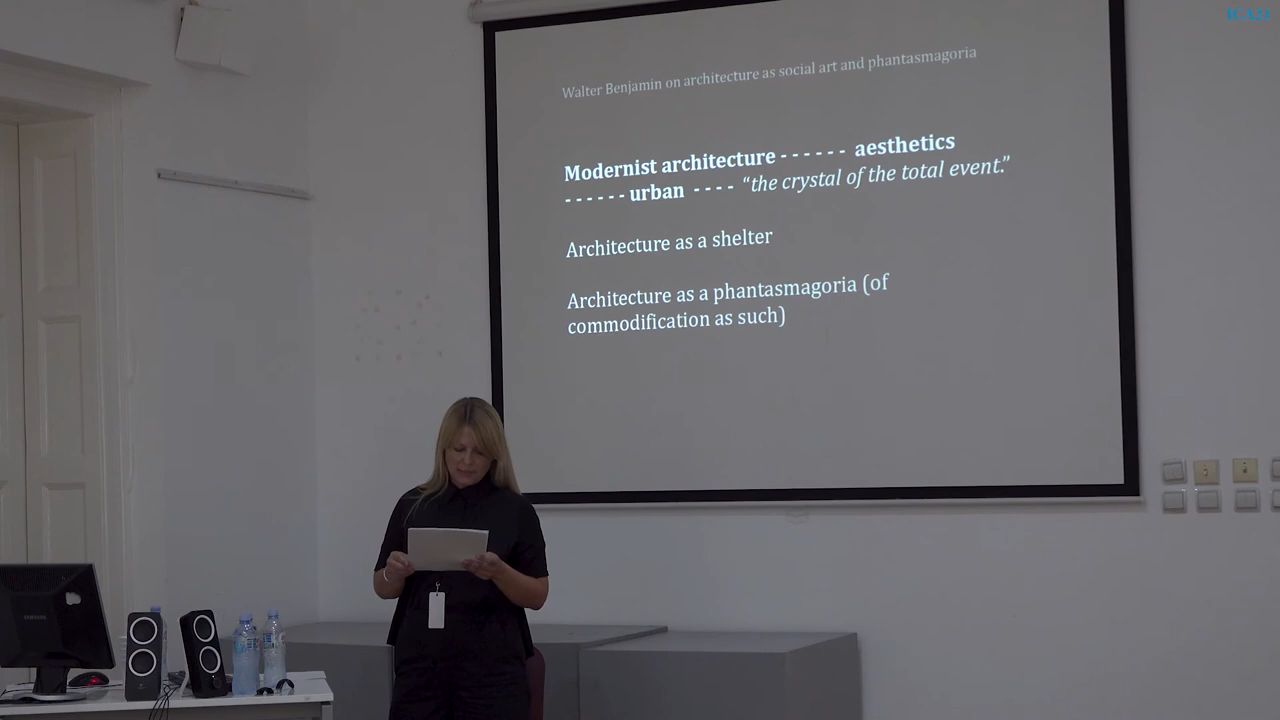 ICA21
Walter Benjamin on architecture as social art and phantasmagoria
Modernist architecture - - - - - - aesthetics
- - - - - - urban - - - - “the crystal of the total event.”
Architecture as a shelter
Architecture as a phantasmagoria (of
commodification as such)
SAMSUNG